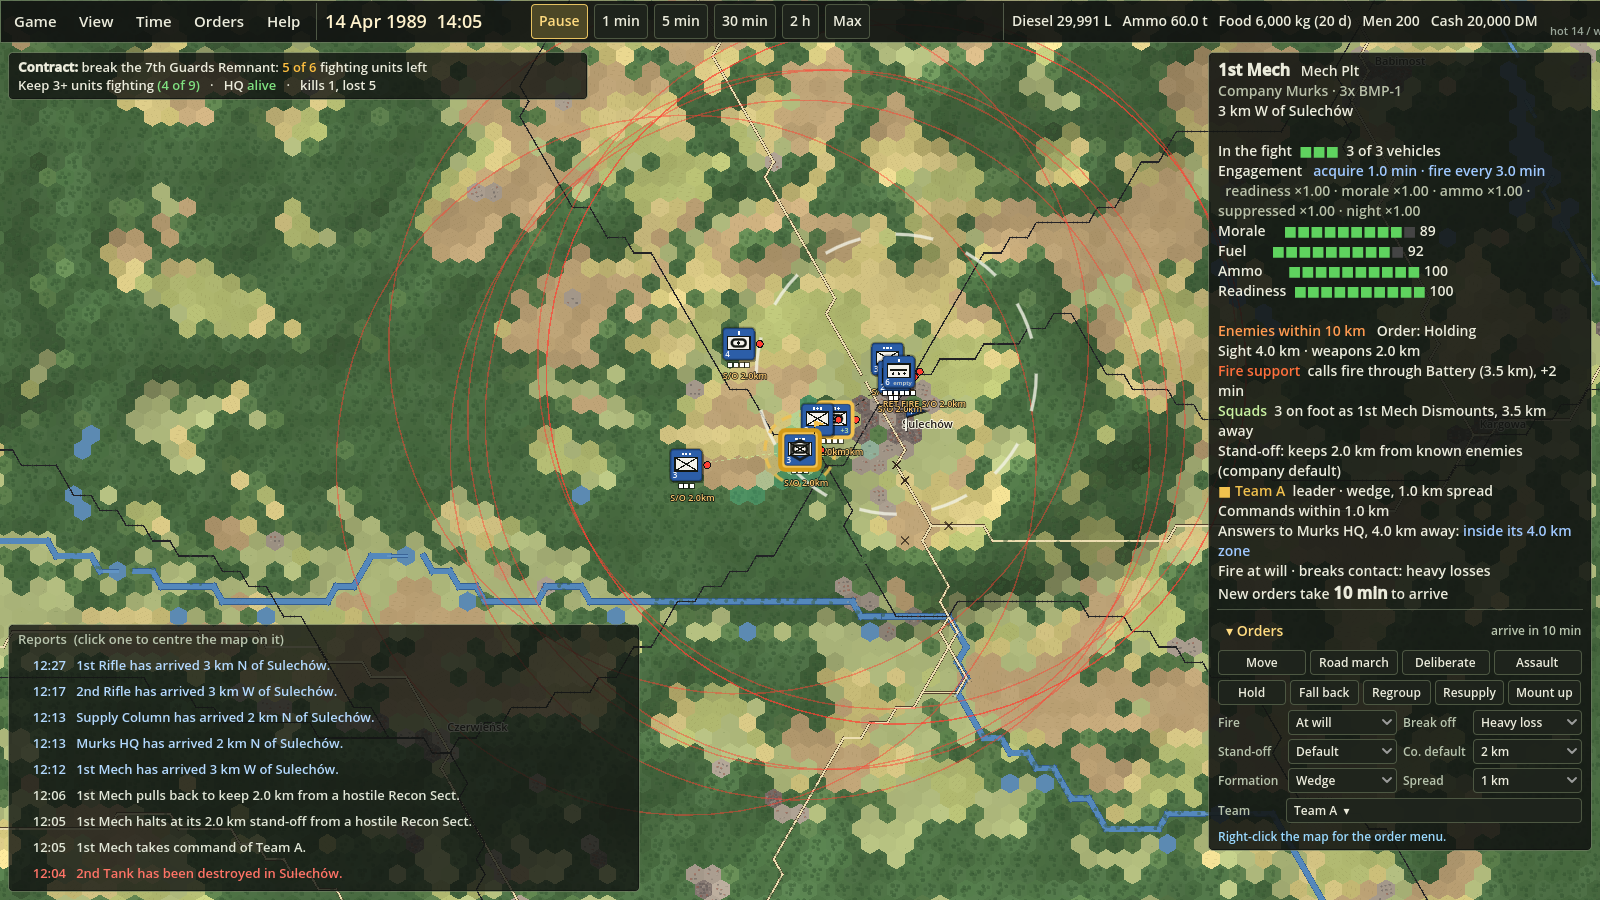 Game View Time Orders Help 14 Apr 1989 14:05 Pause 1 min 5 min 30 min 2 h Max Diesel 29,991 L Ammo 60.0 t Food 6,000 kg (20 d) Men 200 Cash 20,000 DM
hot 14 / w
Contract: break the 7th Guards Remnant: 5 of 6 fighting units left
Keep 3+ units fighting (4 of 9) · HQ alive · kills 1, lost 5
Babimost
1st Mech Mech Plt
Company Murks · 3x BMP-1
3 km W of Sulechów
In the fight 3 of 3 vehicles
Engagement acquire 1.0 min · fire every 3.0 min
readiness ×1.00 · morale ×1.00 · ammo ×1.00 ·
suppressed ×1.00 · night ×1.00
Morale 89
Fuel 92
Ammo 100
Readiness 100
Enemies within 10 km Order: Holding
Sight 4.0 km · weapons 2.0 km
Fire support calls fire through Battery (3.5 km), +2
min
Squads 3 on foot as 1st Mech Dismounts, 3.5 km
away
Stand-off: keeps 2.0 km from known enemies
(company default)
Team A leader · wedge, 1.0 km spread
Commands within 1.0 km
Answers to Murks HQ, 4.0 km away: inside its 4.0 km
zone
Fire at will · breaks contact: heavy losses
New orders take 10 min to arrive
▾ Orders arrive in 10 min
Move Road march Deliberate Assault
Hold Fall back Regroup Resupply Mount up
Fire At will Break off Heavy loss
Stand-off Default Co. default 2 km
Formation Wedge Spread 1 km
Team Team A ▾
Right-click the map for the order menu.
4
S/O 2.0km
3
6 empty
S/O 2.0km
Sulechów
+3
3
S/O 2.0km
3
S/O 2.0km
Kargowa
Czerwieńsk
Reports (click one to centre the map on it)
12:27 1st Rifle has arrived 3 km N of Sulechów.
12:17 2nd Rifle has arrived 3 km W of Sulechów.
12:13 Supply Column has arrived 2 km N of Sulechów.
12:13 Murks HQ has arrived 2 km N of Sulechów.
12:12 1st Mech has arrived 3 km W of Sulechów.
12:06 1st Mech pulls back to keep 2.0 km from a hostile Recon Sect.
12:05 1st Mech halts at its 2.0 km stand-off from a hostile Recon Sect.
12:05 1st Mech takes command of Team A.
12:04 2nd Tank has been destroyed in Sulechów.